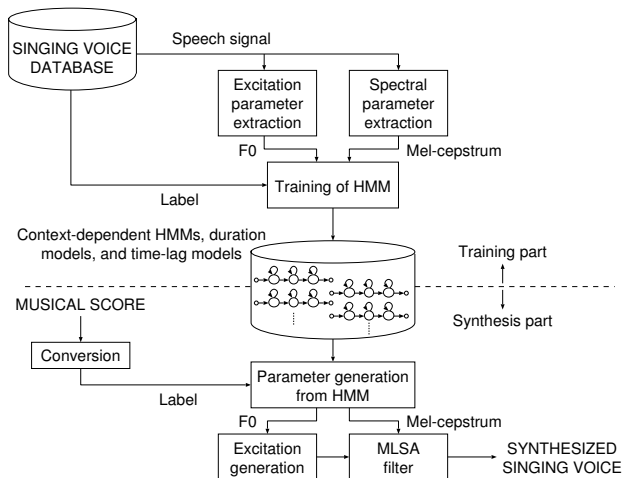 SINGING VOICE
DATABASE
Speech signal
Excitation
parameter
extraction
Spectral
parameter
extraction
F0
Mel-cepstrum
Label
Training of HMM
Context-dependent HMMs, duration
models, and time-lag models
Training part
Synthesis part
MUSICAL SCORE
Conversion
Label
Parameter generation
from HMM
F0
Mel-cepstrum
Excitation
generation
MLSA
filter
SYNTHESIZED
SINGING VOICE